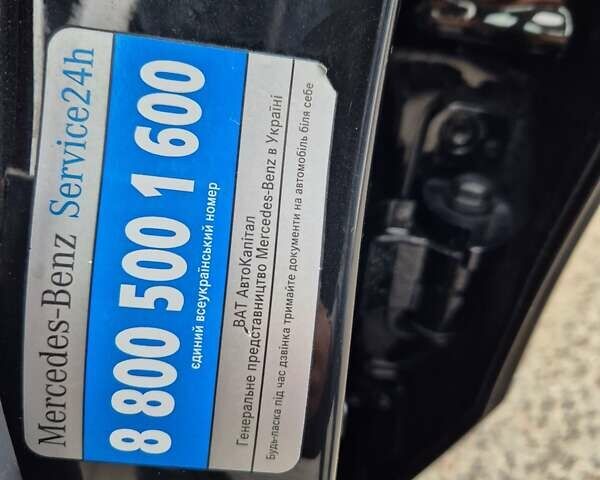 Mercedes-Benz Service24h
8 800 500 1 600
єдиний всеукраїнський номер
ВАТ АвтоКапітал
Генеральне представництво Mercedes-Benz в Україні
Будь-ласка під час дзвінка тримайте документи на автомобіль біля себе